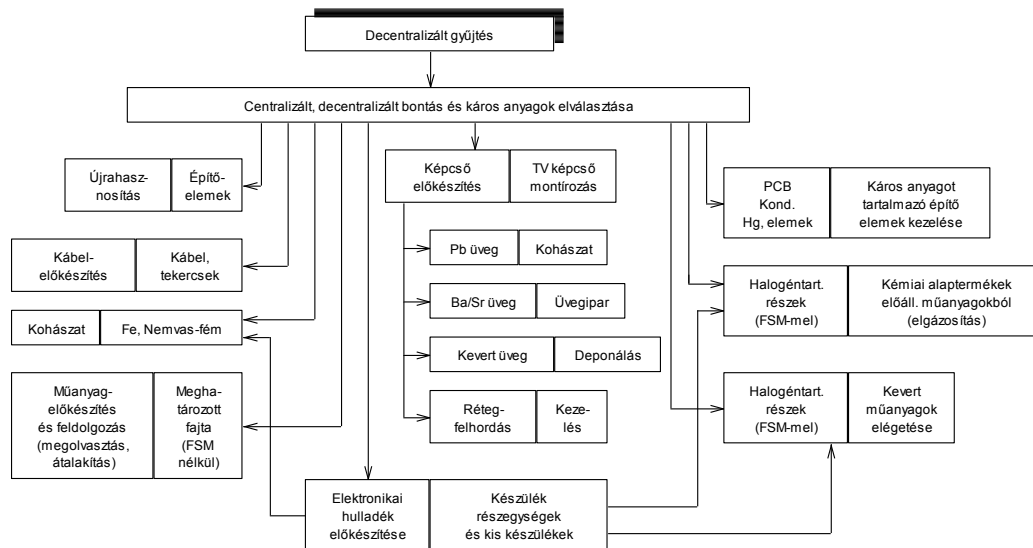 Decentralizált gyűjtés
Centralizált, decentralizált bontás és káros anyagok elválasztása
Újrahasz-
nosítás
Építő-
elemek
Képcső
előkészítés
TV képcső
montírozás
PCB
Kond.
Hg, elemek
Káros anyagot
tartalmazó építő
elemek kezelése
Kábel-
előkészítés
Kábel,
tekercsek
Pb üveg
Kohászat
Halogéntart.
részek
(FSM-mel)
Kémiai alaptermékek
előáll. műanyagokból
(elgázosítás)
Ba/Sr üveg
Üvegipar
Kohászat
Fe, Nemvas-fém
Kevert üveg
Deponálás
Műanyag-
előkészítés
és feldolgozás
(megolvasztás,
átalakítás)
Megha-
tározott
fajta
(FSM
nélkül)
Réteg-
felhordás
Keze-
lés
Halogéntart.
részek
(FSM-mel)
Kevert
műanyagok
elégetése
Elektronikai
hulladék
előkészítése
Készülék
részegységek
és kis készülékek